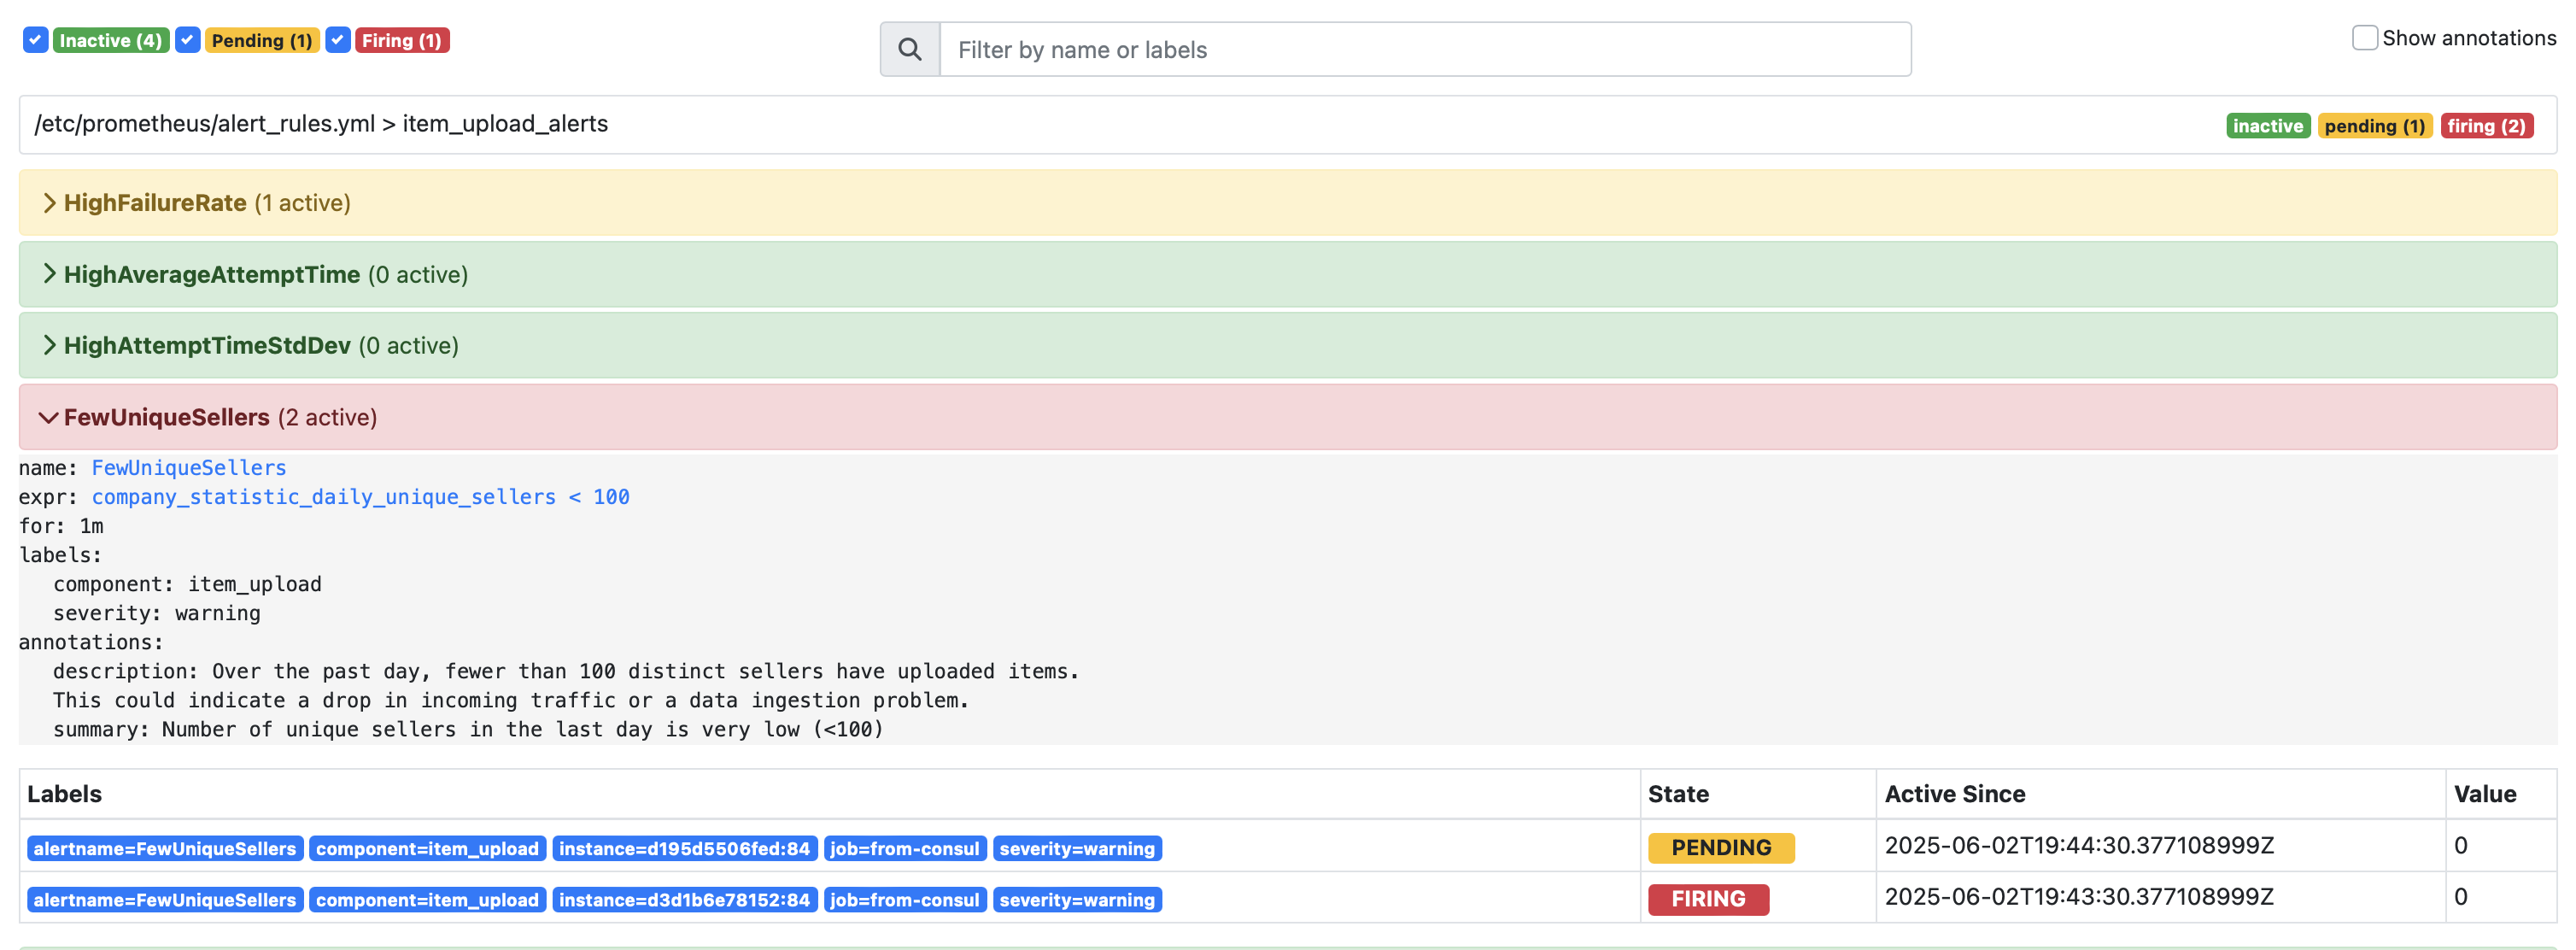 Inactive (4) Pending (1) Firing (1) Filter by name or labels Show annotations
/etc/prometheus/alert_rules.yml > item_upload_alerts inactive pending (1) firing (2)
HighFailureRate (1 active)
HighAverageAttemptTime (0 active)
HighAttemptTimeStdDev (0 active)
FewUniqueSellers (2 active)
name: FewUniqueSellers
expr: company_statistic_daily_unique_sellers < 100
for: 1m
labels:
component: item_upload
severity: warning
annotations:
description: Over the past day, fewer than 100 distinct sellers have uploaded items.
This could indicate a drop in incoming traffic or a data ingestion problem.
summary: Number of unique sellers in the last day is very low (<100)
Labels State Active Since Value
alertname=FewUniqueSellers component=item_upload instance=d195d5506fed:84 job=from-consul severity=warning PENDING 2025-06-02T19:44:30.377108999Z 0
alertname=FewUniqueSellers component=item_upload instance=d3d1b6e78152:84 job=from-consul severity=warning FIRING 2025-06-02T19:43:30.377108999Z 0